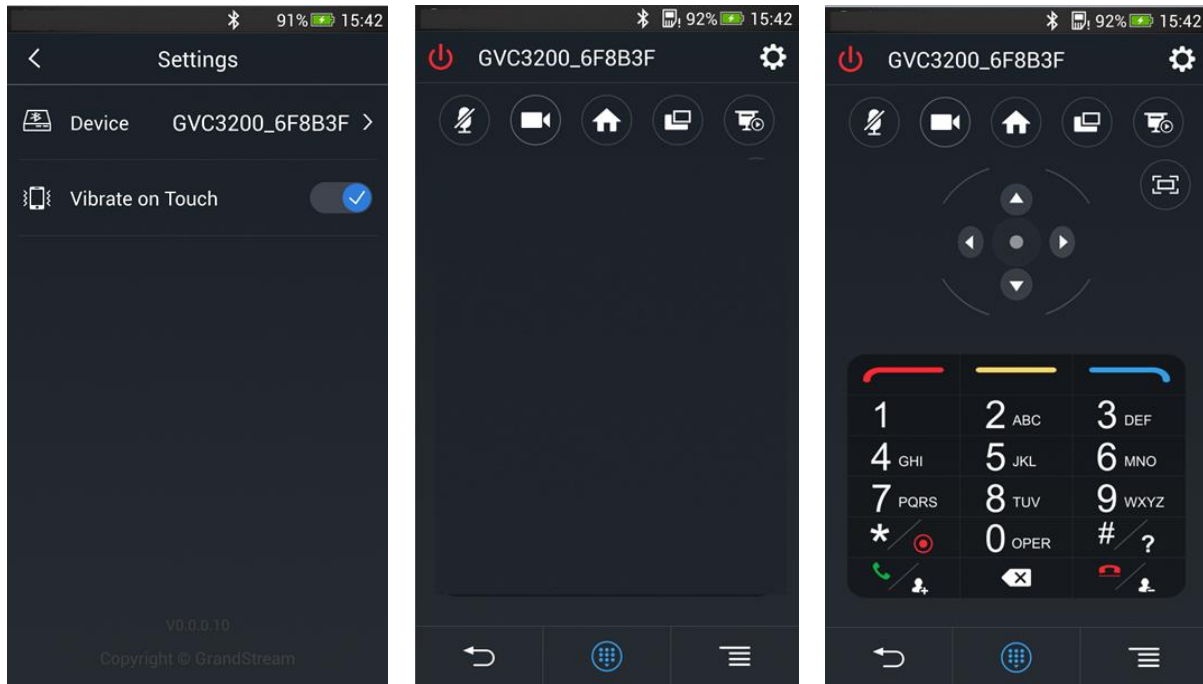 91% 15:42
Settings
Device GVC3200_6F8B3F
Vibrate on Touch
V0.0.0.10
Copyright © GrandStream
92% 15:42
GVC3200_6F8B3F
92% 15:42
GVC3200_6F8B3F
1 2 ABC 3 DEF
4 GHI 5 JKL 6 MNO
7 PQRS 8 TUV 9 WXYZ
* 0 OPER # ?